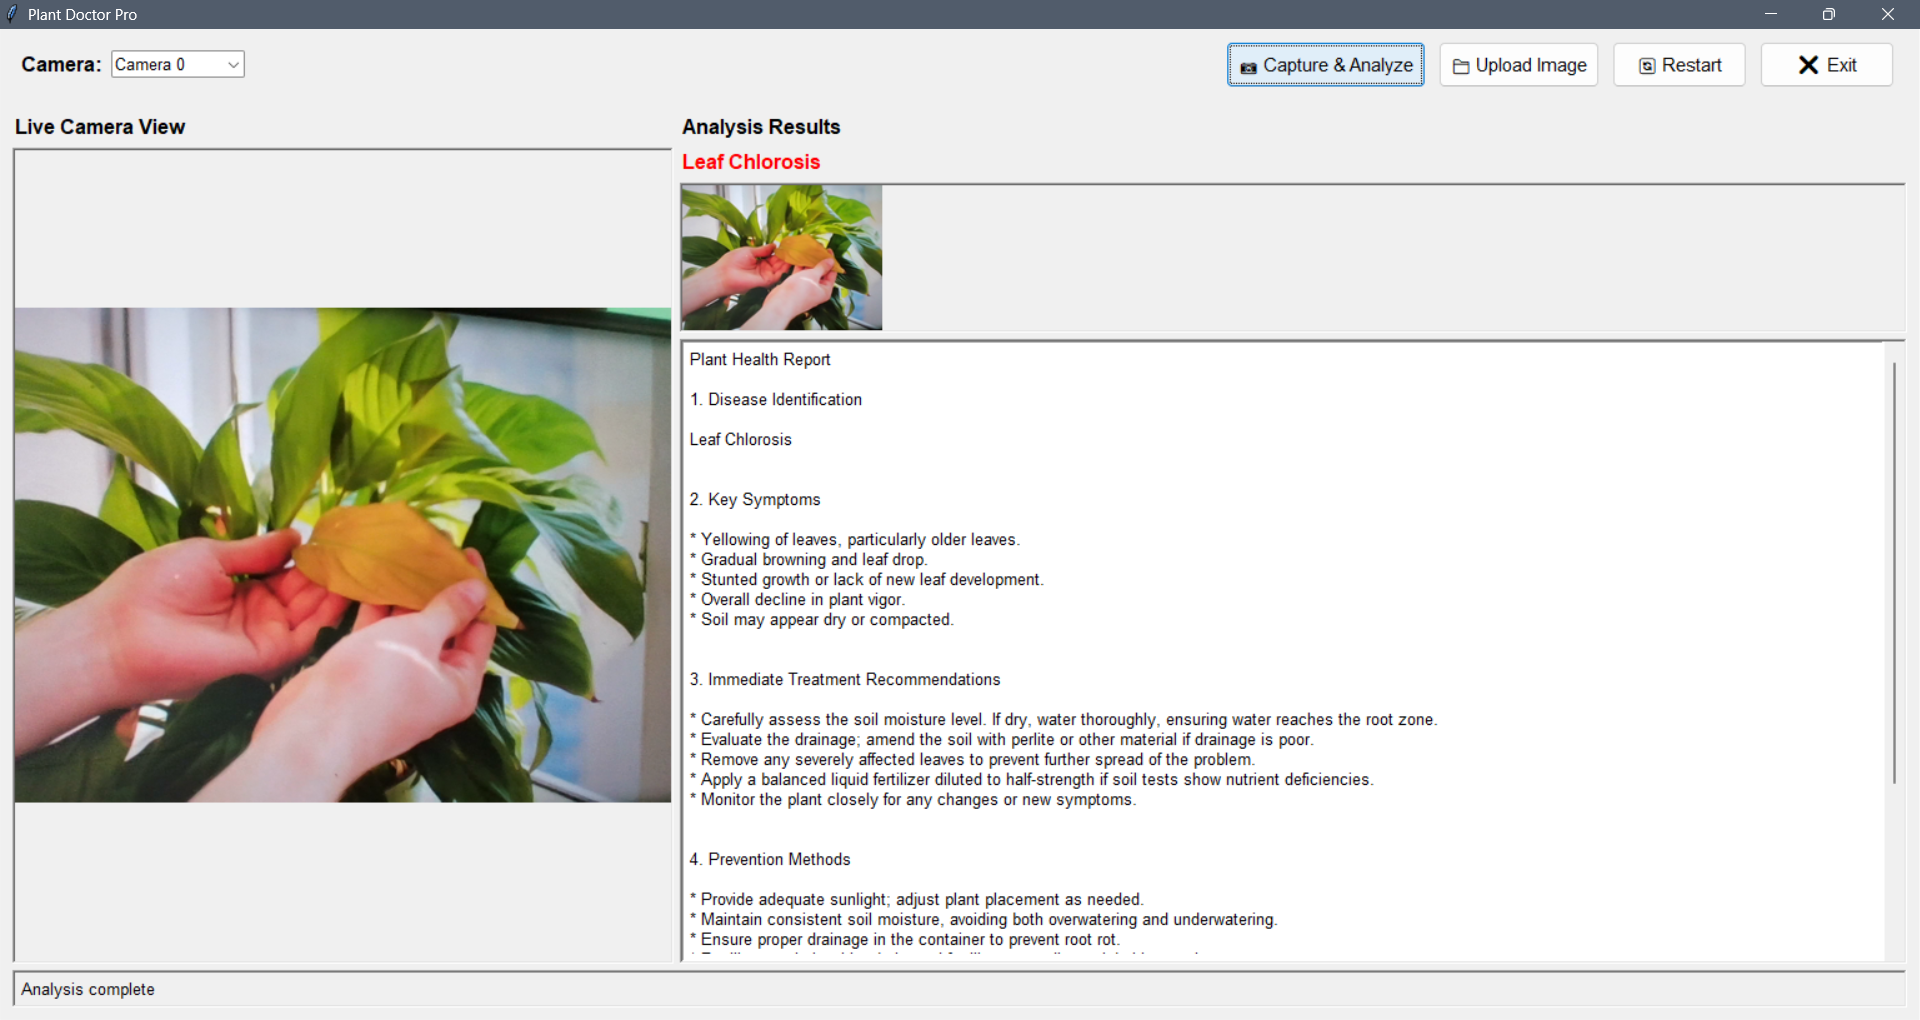 Plant Doctor Pro
Camera: Camera 0
Capture & Analyze
Upload Image
Restart
Exit
Live Camera View
Analysis Results
Leaf Chlorosis
Plant Health Report
1. Disease Identification
Leaf Chlorosis
2. Key Symptoms
* Yellowing of leaves, particularly older leaves.
* Gradual browning and leaf drop.
* Stunted growth or lack of new leaf development.
* Overall decline in plant vigor.
* Soil may appear dry or compacted.
3. Immediate Treatment Recommendations
* Carefully assess the soil moisture level. If dry, water thoroughly, ensuring water reaches the root zone.
* Evaluate the drainage; amend the soil with perlite or other material if drainage is poor.
* Remove any severely affected leaves to prevent further spread of the problem.
* Apply a balanced liquid fertilizer diluted to half-strength if soil tests show nutrient deficiencies.
* Monitor the plant closely for any changes or new symptoms.
4. Prevention Methods
* Provide adequate sunlight; adjust plant placement as needed.
* Maintain consistent soil moisture, avoiding both overwatering and underwatering.
* Ensure proper drainage in the container to prevent root rot.
Analysis complete